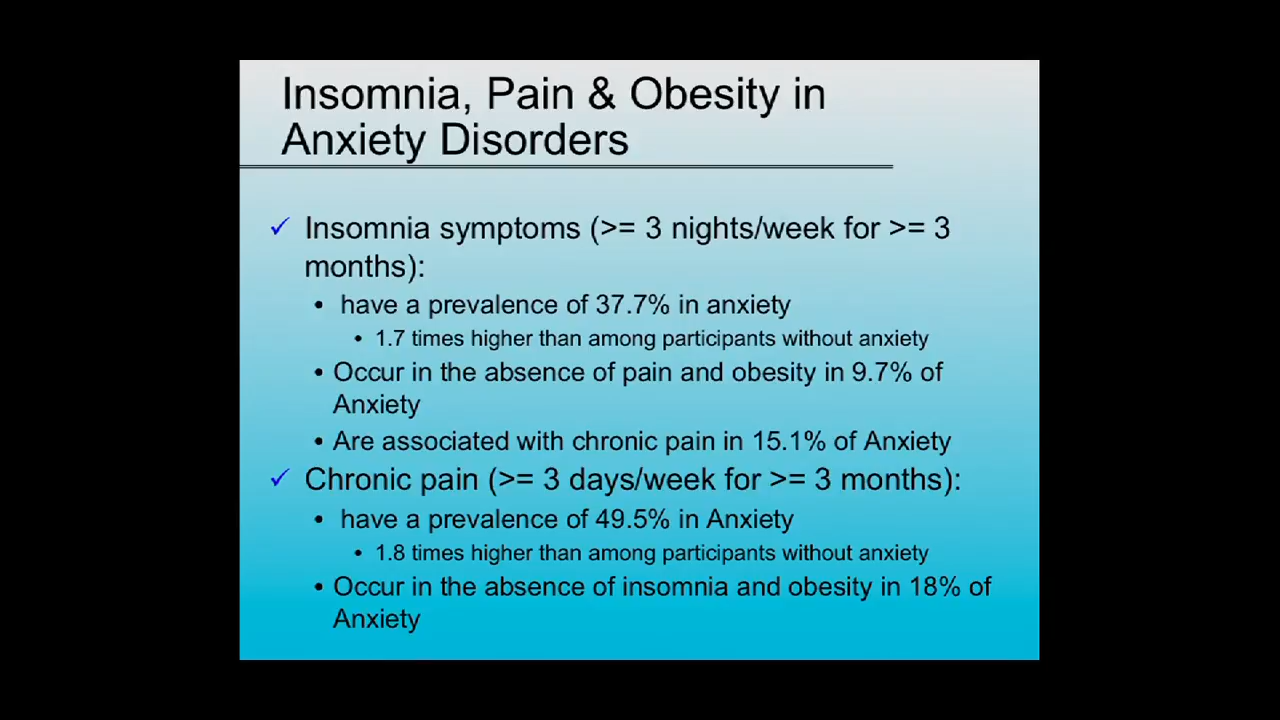 Insomnia, Pain & Obesity in
Anxiety Disorders
✓ Insomnia symptoms (>= 3 nights/week for >= 3
months):
• have a prevalence of 37.7% in anxiety
• 1.7 times higher than among participants without anxiety
• Occur in the absence of pain and obesity in 9.7% of
Anxiety
• Are associated with chronic pain in 15.1% of Anxiety
✓ Chronic pain (>= 3 days/week for >= 3 months):
• have a prevalence of 49.5% in Anxiety
• 1.8 times higher than among participants without anxiety
• Occur in the absence of insomnia and obesity in 18% of
Anxiety